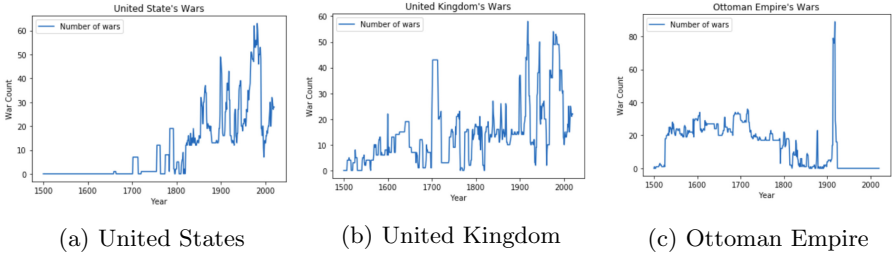 United State's Wars
Number of wars
War Count
60
50
40
30
20
10
0
1500
1600
1700
1800
1900
2000
Year
(a) United States
United Kingdom's Wars
Number of wars
War Count
60
50
40
30
20
10
0
1500
1600
1700
1800
1900
2000
Year
(b) United Kingdom
Ottoman Empire's Wars
Number of wars
War Count
80
60
40
20
0
1500
1600
1700
1800
1900
2000
Year
(c) Ottoman Empire